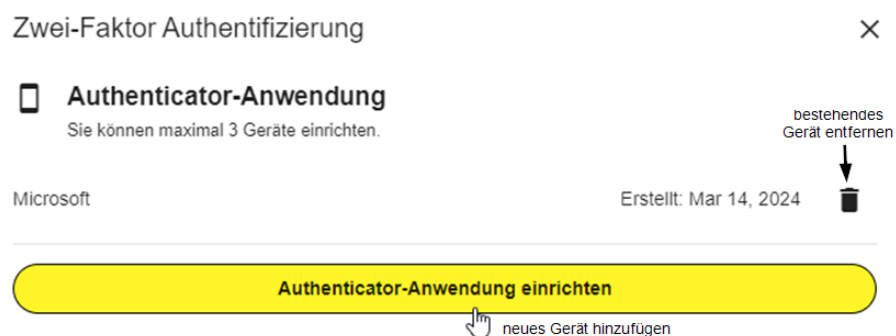 Zwei-Faktor Authentifizierung
Authenticator-Anwendung
Sie können maximal 3 Geräte einrichten.
bestehendes
Gerät entfernen
Microsoft
Erstellt: Mar 14, 2024
Authenticator-Anwendung einrichten
neues Gerät hinzufügen